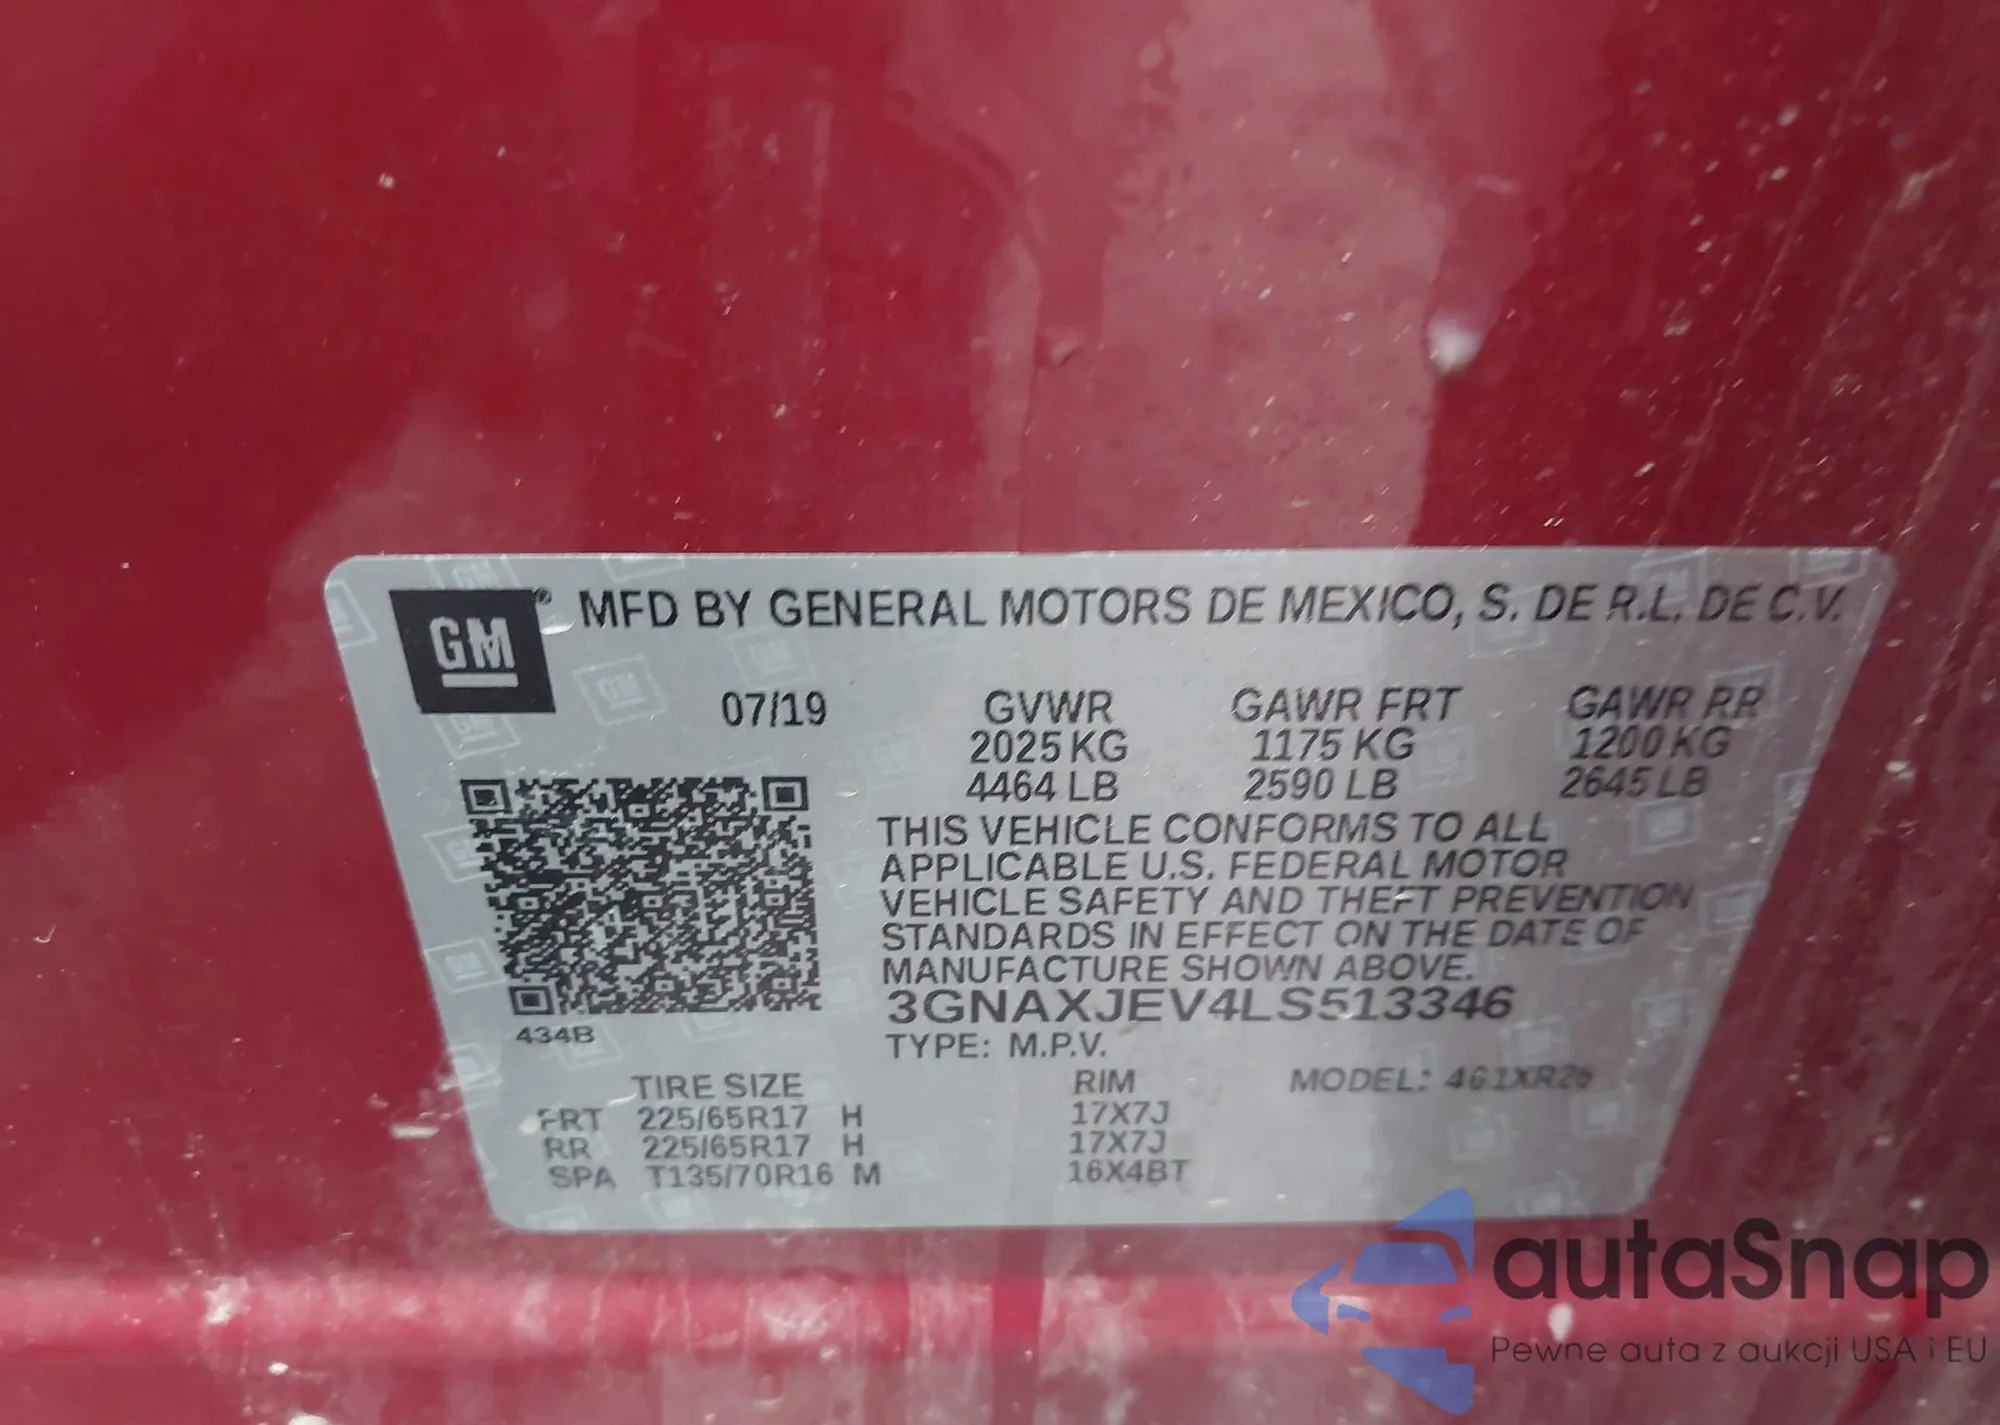 GM® MFD BY GENERAL MOTORS DE MEXICO, S. DE R.L. DE C.V.
07/19 GVWR GAWR FRT GAWR RR
2025 KG 1175 KG 1200 KG
4464 LB 2590 LB 2645 LB
THIS VEHICLE CONFORMS TO ALL
APPLICABLE U.S. FEDERAL MOTOR
VEHICLE SAFETY AND THEFT PREVENTION
STANDARDS IN EFFECT ON THE DATE OF
MANUFACTURE SHOWN ABOVE.
3GNAXJEV4LS513346
434B
TYPE: M.P.V.
TIRE SIZE RIM MODEL: 461XR26
FRT 225/65R17 H 17X7J
RR 225/65R17 H 17X7J
SPA T135/70R16 M 16X4BT
autaSnap
Pewne auta z aukcji USA i EU